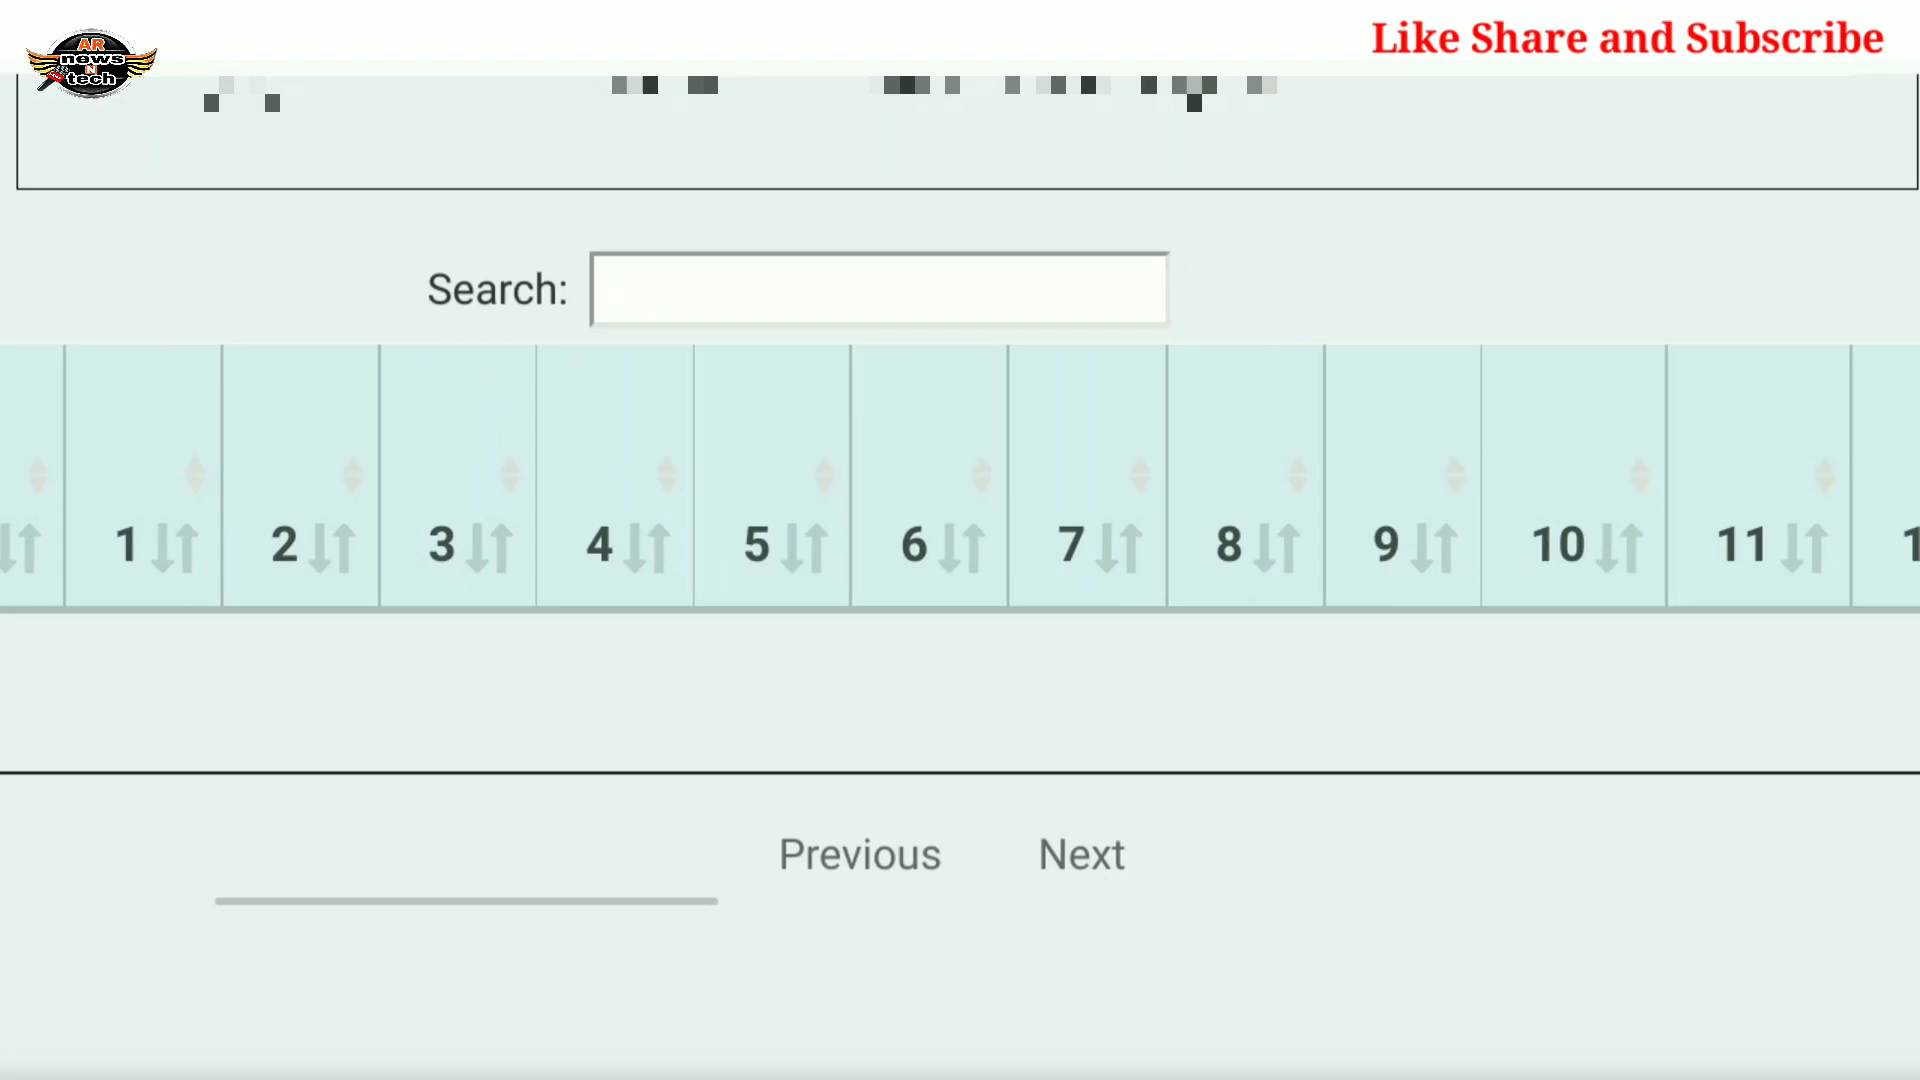 AR
news
N
tech
Like Share and Subscribe
Search:
1 2 3 4 5 6 7 8 9 10 11
Previous Next